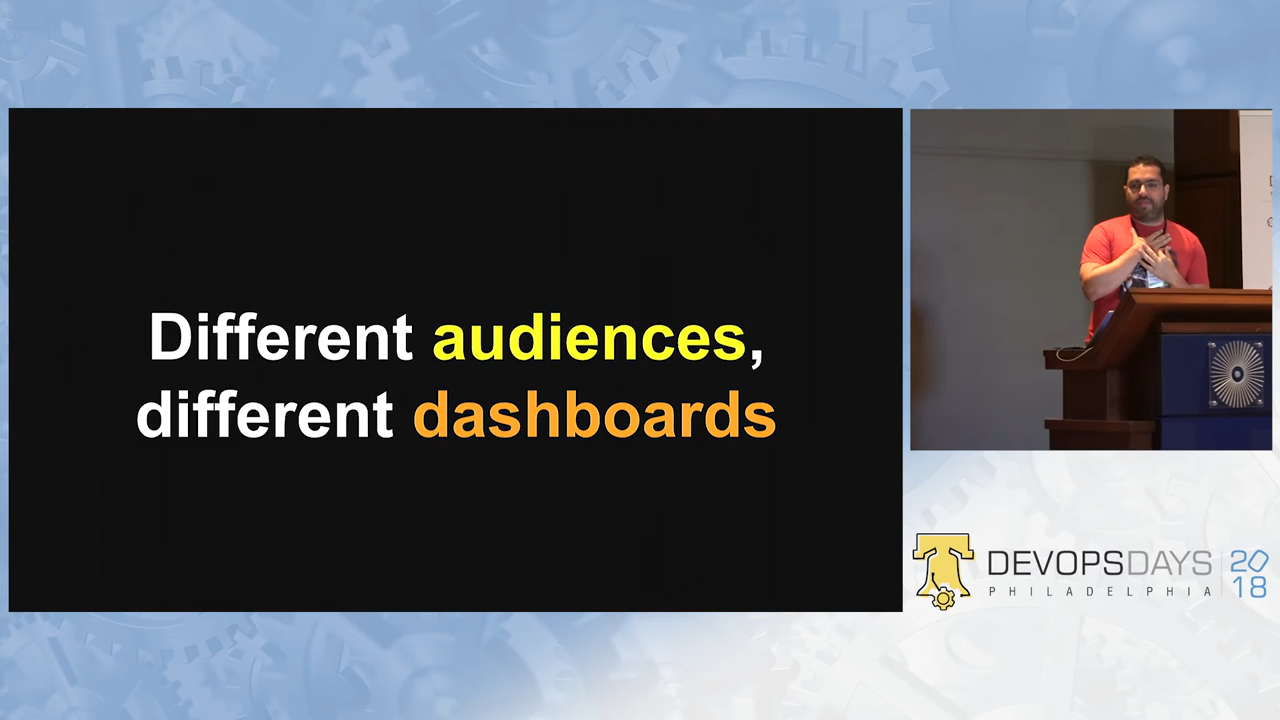 Different audiences,
different dashboards
DEVOPSDAYS
PHILADELPHIA
20
18